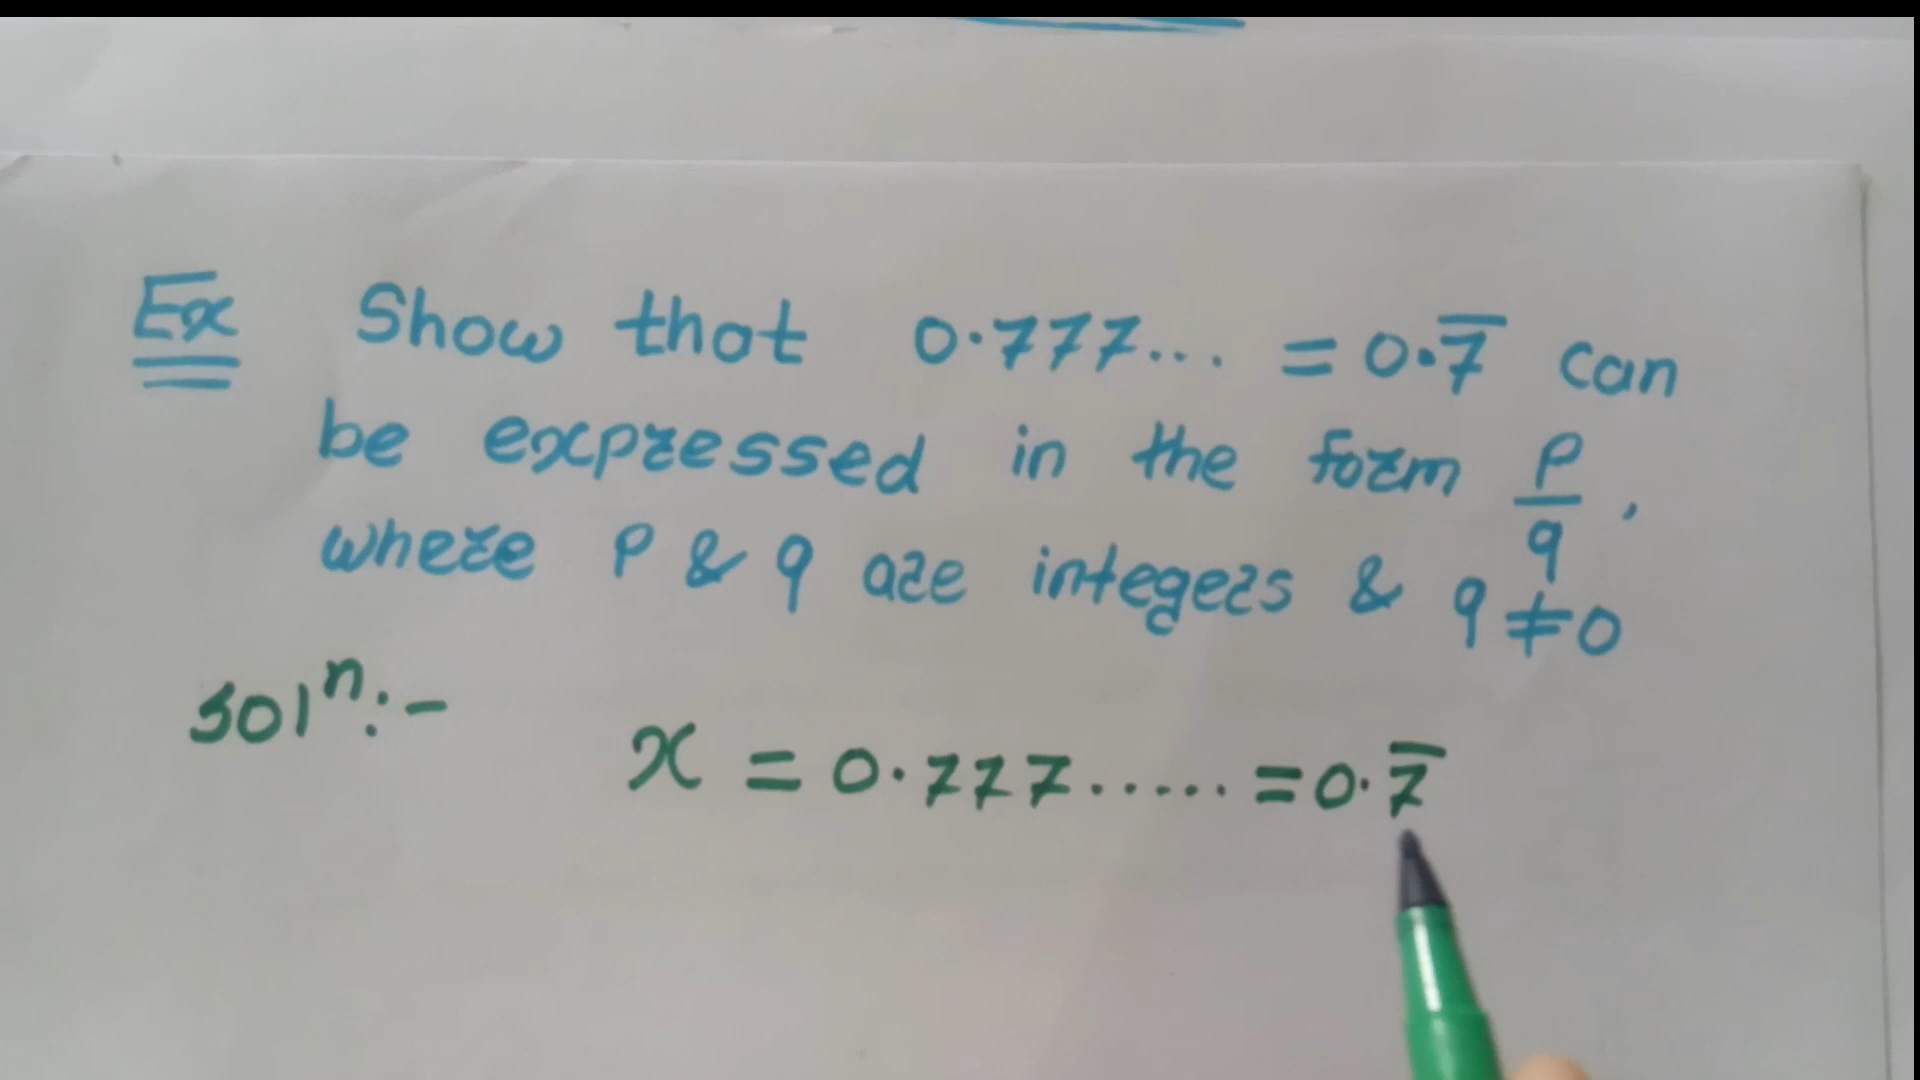 Ex Show that 0.777... = 0.7̅ can
be expressed in the form p/q,
where p & q are integers & q ≠ 0
solⁿ:-
x = 0.777..... = 0.7̅